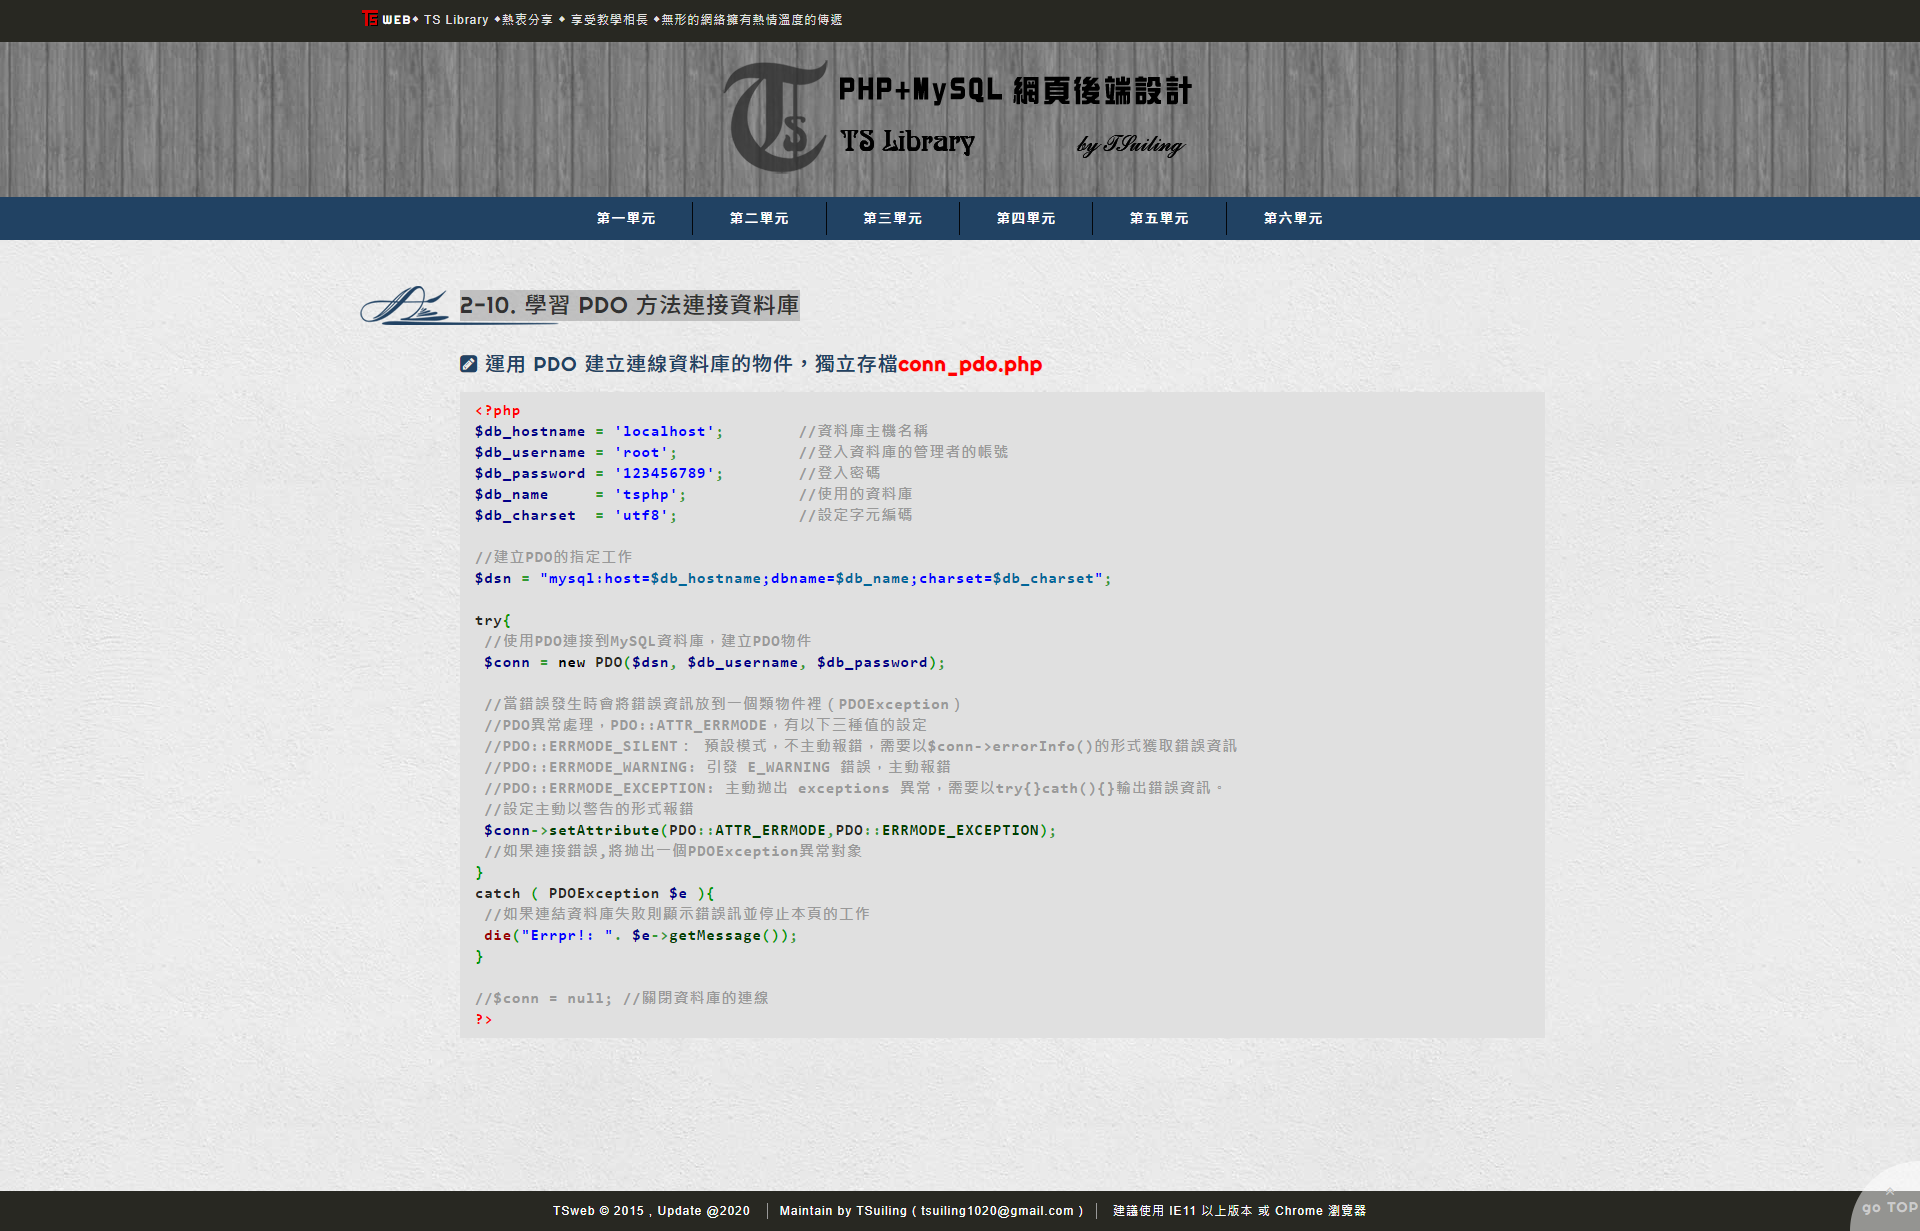 TS WEB◆ TS Library ◆熱衷分享 ◆ 享受教學相長 ◆無形的網絡擁有熱情溫度的傳遞
Ts
PHP+MySQL 網頁後端設計
TS Library by TSuiling
第一單元 第二單元 第三單元 第四單元 第五單元 第六單元
2-10. 學習 PDO 方法連接資料庫
運用 PDO 建立連線資料庫的物件，獨立存檔conn_pdo.php
<?php
$db_hostname = 'localhost';        //資料庫主機名稱
$db_username = 'root';             //登入資料庫的管理者的帳號
$db_password = '123456789';        //登入密碼
$db_name     = 'tsphp';            //使用的資料庫
$db_charset  = 'utf8';             //設定字元編碼
//建立PDO的指定工作
$dsn = "mysql:host=$db_hostname;dbname=$db_name;charset=$db_charset";
try{
 //使用PDO連接到MySQL資料庫，建立PDO物件
 $conn = new PDO($dsn, $db_username, $db_password);
 //當錯誤發生時會將錯誤資訊放到一個類物件裡（PDOException）
 //PDO異常處理，PDO::ATTR_ERRMODE，有以下三種值的設定
 //PDO::ERRMODE_SILENT： 預設模式，不主動報錯，需要以$conn->errorInfo()的形式獲取錯誤資訊
 //PDO::ERRMODE_WARNING: 引發 E_WARNING 錯誤，主動報錯
 //PDO::ERRMODE_EXCEPTION: 主動拋出 exceptions 異常，需要以try{}cath(){}輸出錯誤資訊。
 //設定主動以警告的形式報錯
 $conn->setAttribute(PDO::ATTR_ERRMODE,PDO::ERRMODE_EXCEPTION);
 //如果連接錯誤,將拋出一個PDOException異常對象
}
catch ( PDOException $e ){
 //如果連結資料庫失敗則顯示錯誤訊並停止本頁的工作
 die("Errpr!: ". $e->getMessage());
}
//$conn = null; //關閉資料庫的連線
?>
go TOP
TSweb © 2015 , Update @2020 | Maintain by TSuiling ( tsuiling1020@gmail.com ) | 建議使用 IE11 以上版本 或 Chrome 瀏覽器